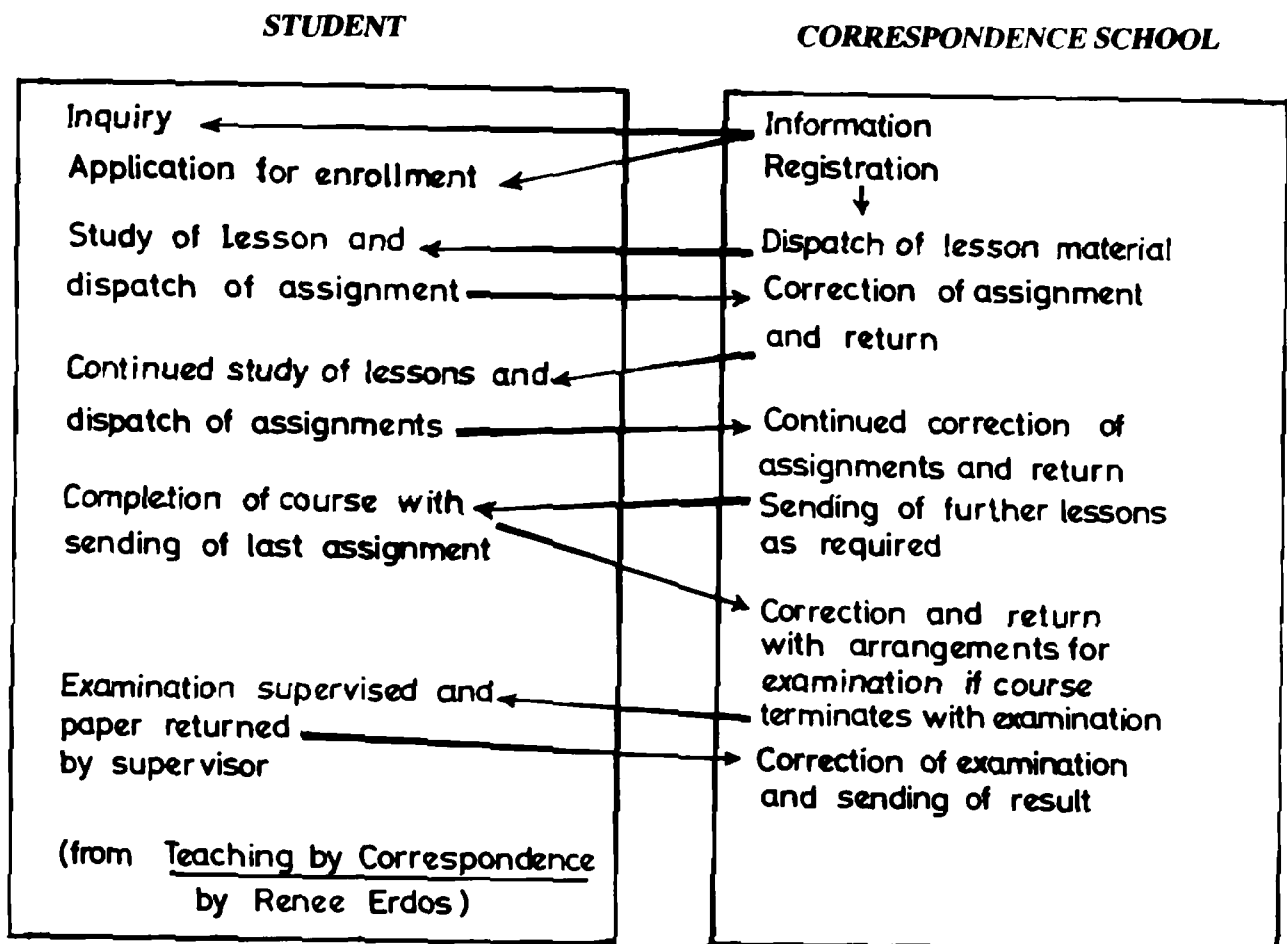 STUDENT
Inquiry
Application for enrollment
Study of Lesson and
dispatch of assignment
Continued study of lessons and
dispatch of assignments
Completion of course with
sending of last assignment
Examination supervised and
paper returned
by supervisor
(from Teaching by Correspondence
by Renee Erdos)
CORRESPONDENCE SCHOOL
Information
Registration
Dispatch of lesson material
Correction of assignment
and return
Continued correction of
assignments and return
Sending of further lessons
as required
Correction and return
with arrangements for
examination if course
terminates with examination
Correction of examination
and sending of result